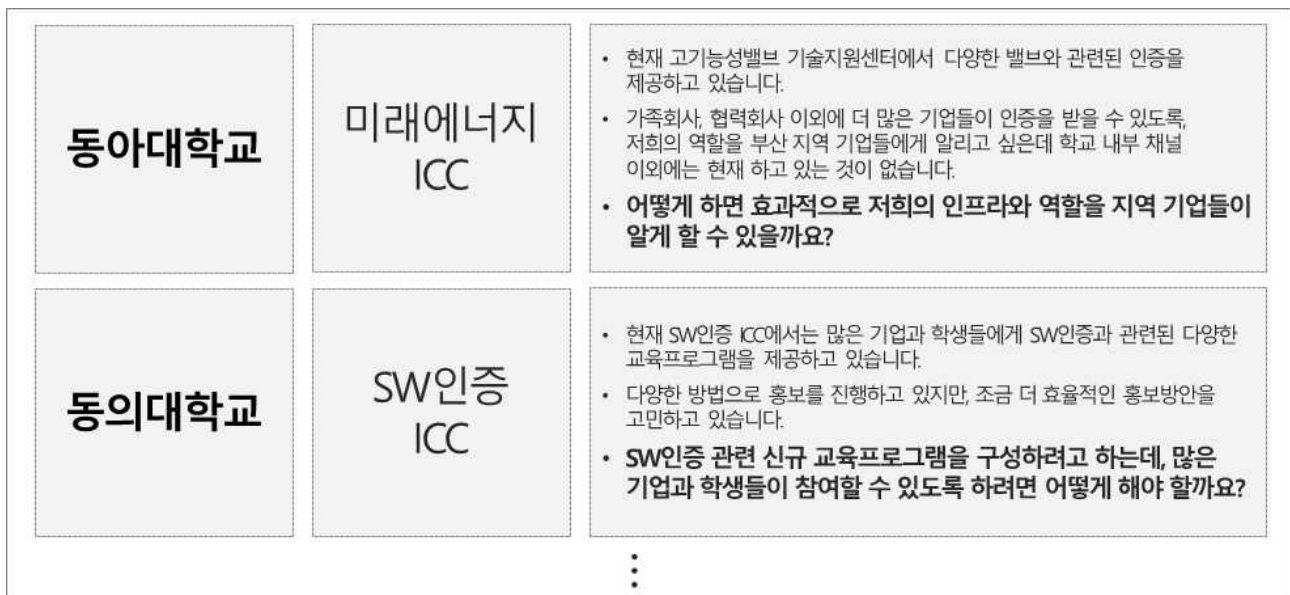 동아대학교
미래에너지
ICC
• 현재 고기능성밸브 기술지원센터에서 다양한 밸브와 관련된 인증을
제공하고 있습니다.
• 가족회사, 협력회사 이외에 더 많은 기업들이 인증을 받을 수 있도록,
저희의 역할을 부산 지역 기업들에게 알리고 싶은데 학교 내부 채널
이외에는 현재 하고 있는 것이 없습니다.
• 어떻게 하면 효과적으로 저희의 인프라와 역할을 지역 기업들이
알게 할 수 있을까요?
동의대학교
SW인증
ICC
• 현재 SW인증 ICC에서는 많은 기업과 학생들에게 SW인증과 관련된 다양한
교육프로그램을 제공하고 있습니다.
• 다양한 방법으로 홍보를 진행하고 있지만, 조금 더 효율적인 홍보방안을
고민하고 있습니다.
• SW인증 관련 신규 교육프로그램을 구성하려고 하는데, 많은
기업과 학생들이 참여할 수 있도록 하려면 어떻게 해야 할까요?
⋮